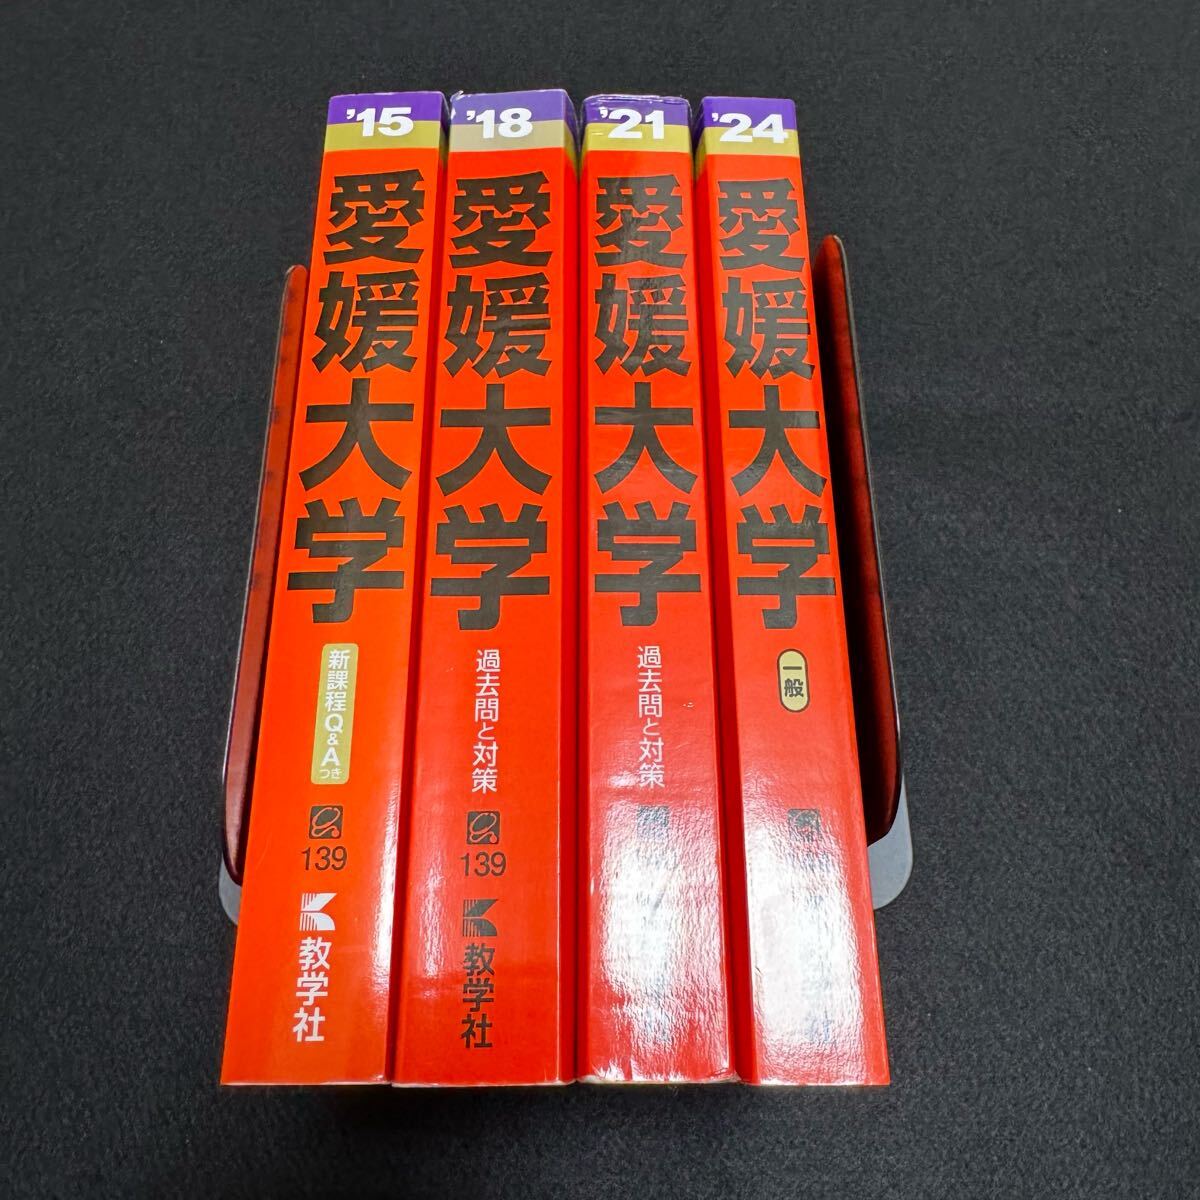 '15
愛媛大学
新課程Q&Aつき
139
教学社
'18
愛媛大学
過去問と対策
139
教学社
'21
愛媛大学
過去問と対策
'24
愛媛大学
一般